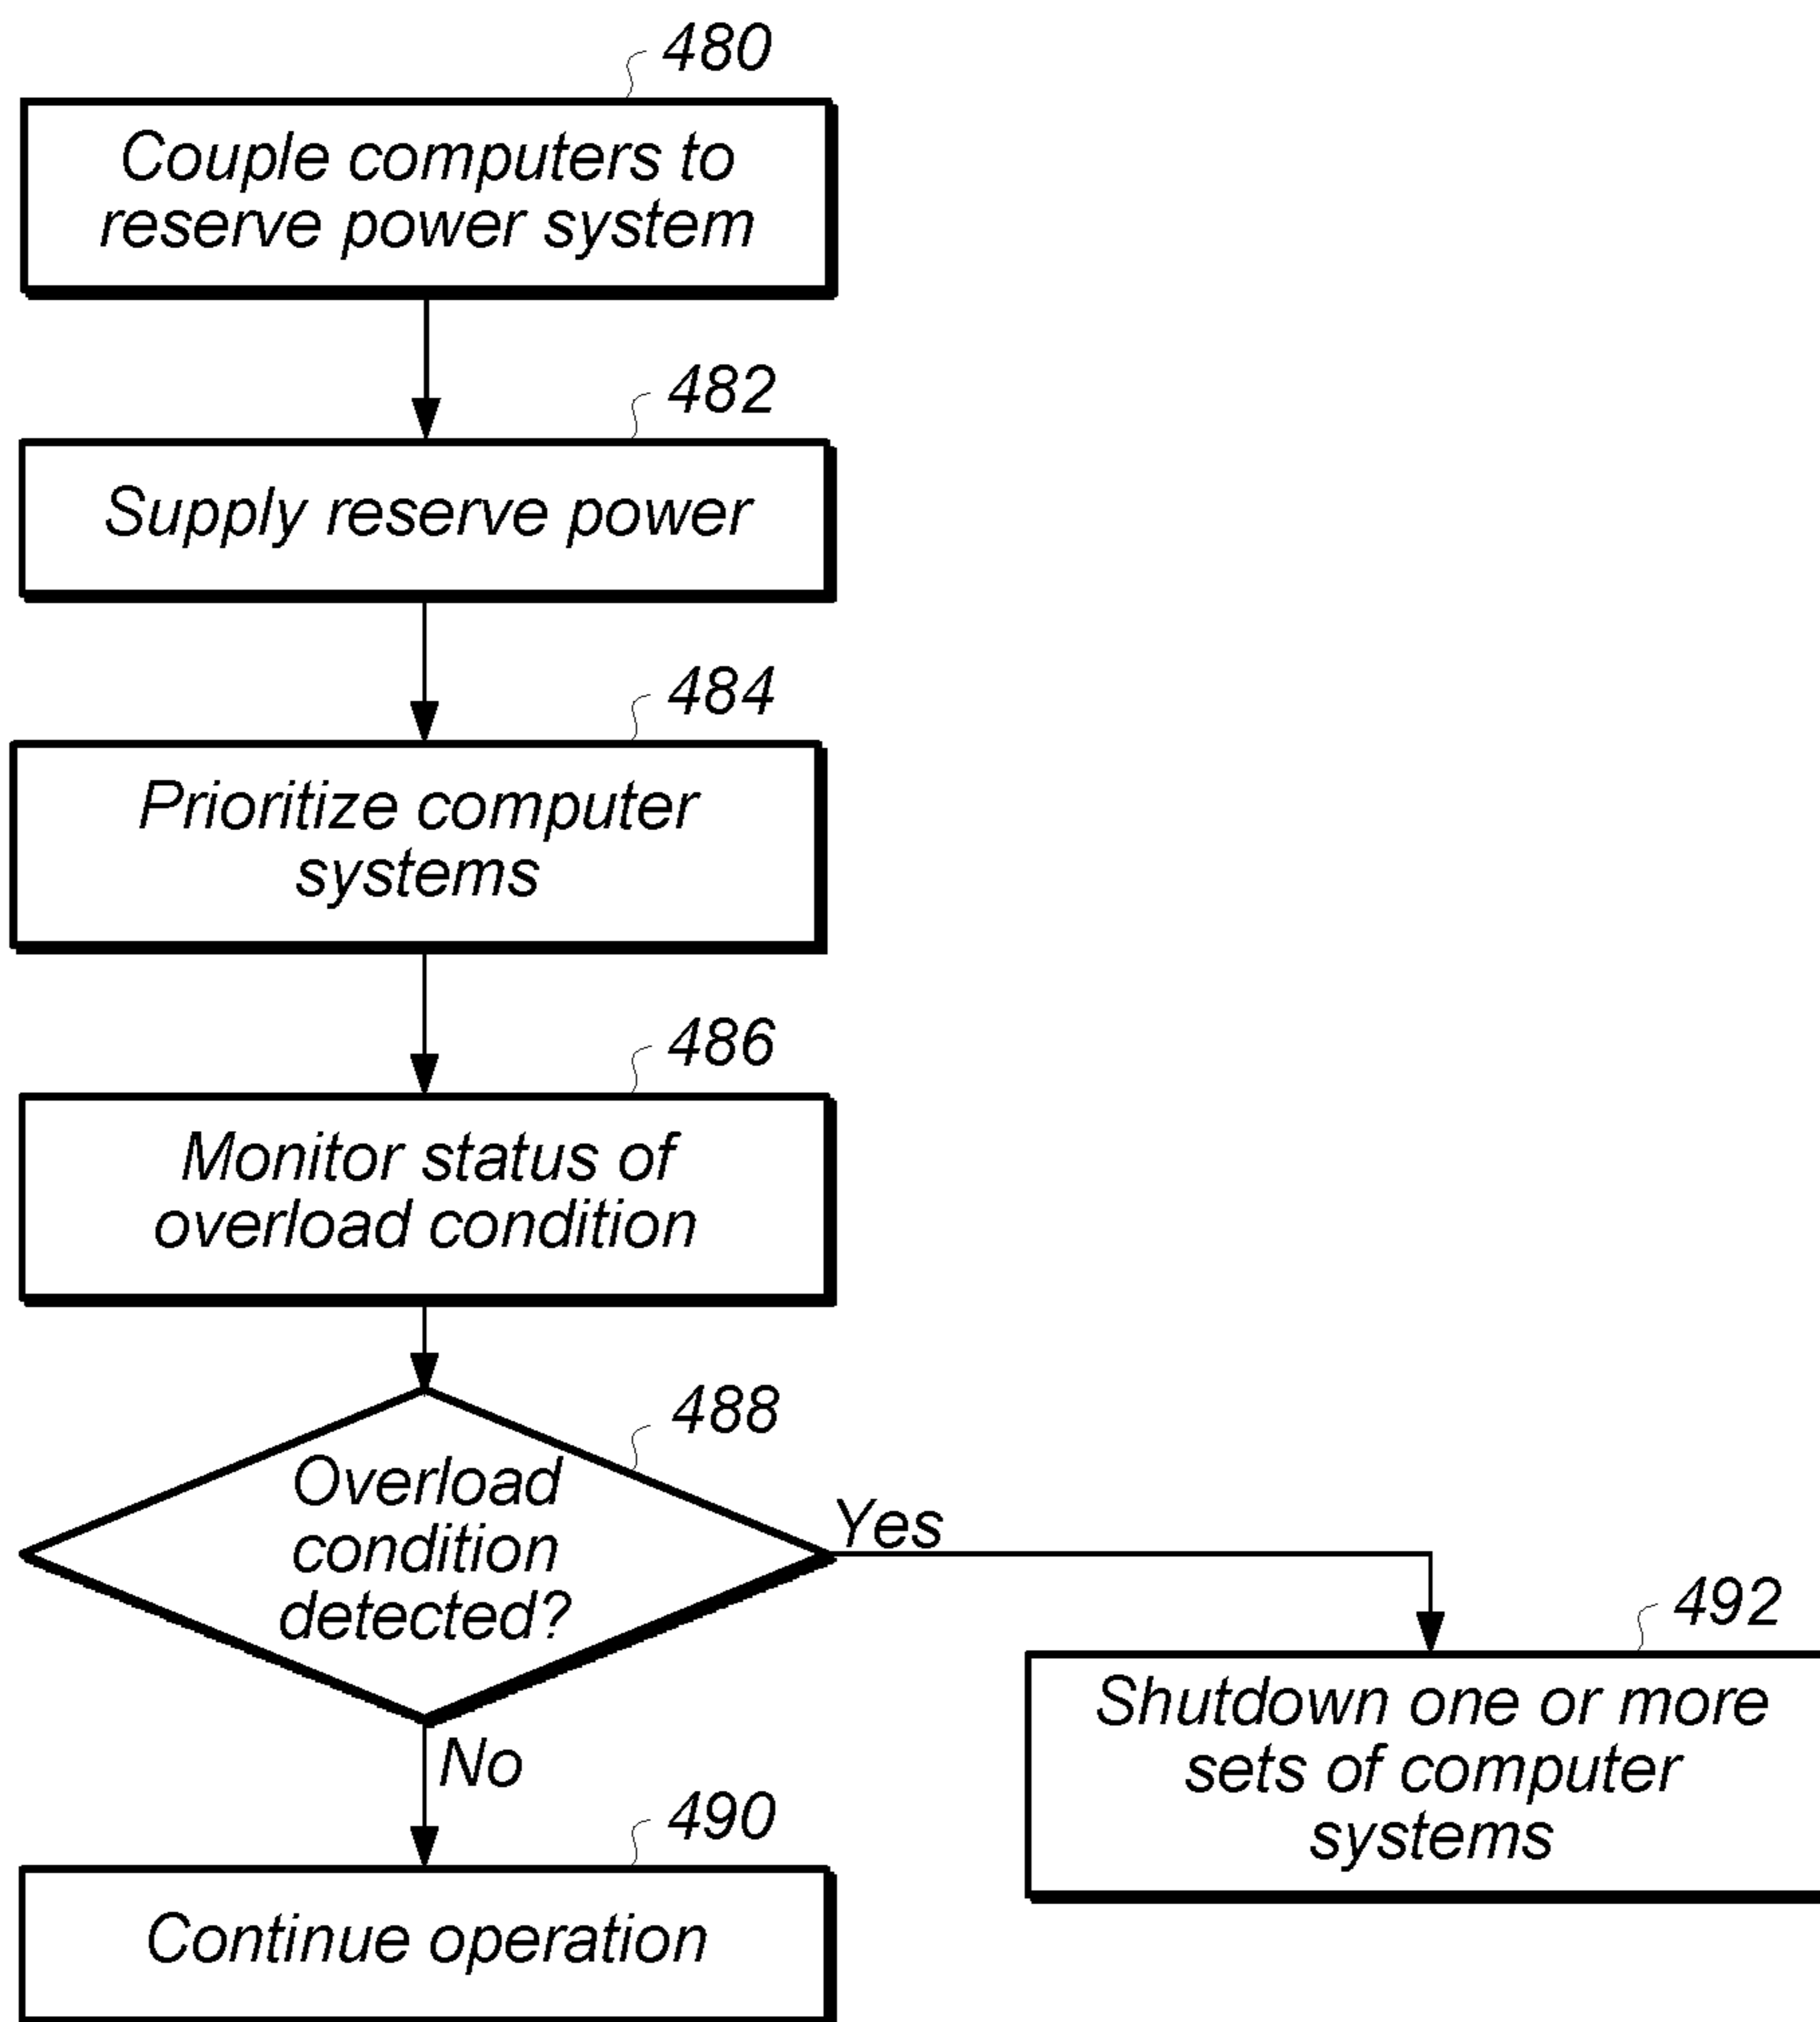 480
Couple computers to
reserve power system
482
Supply reserve power
484
Prioritize computer
systems
486
Monitor status of
overload condition
488
Overload
condition
detected?
Yes
492
Shutdown one or more
sets of computer
systems
No
490
Continue operation